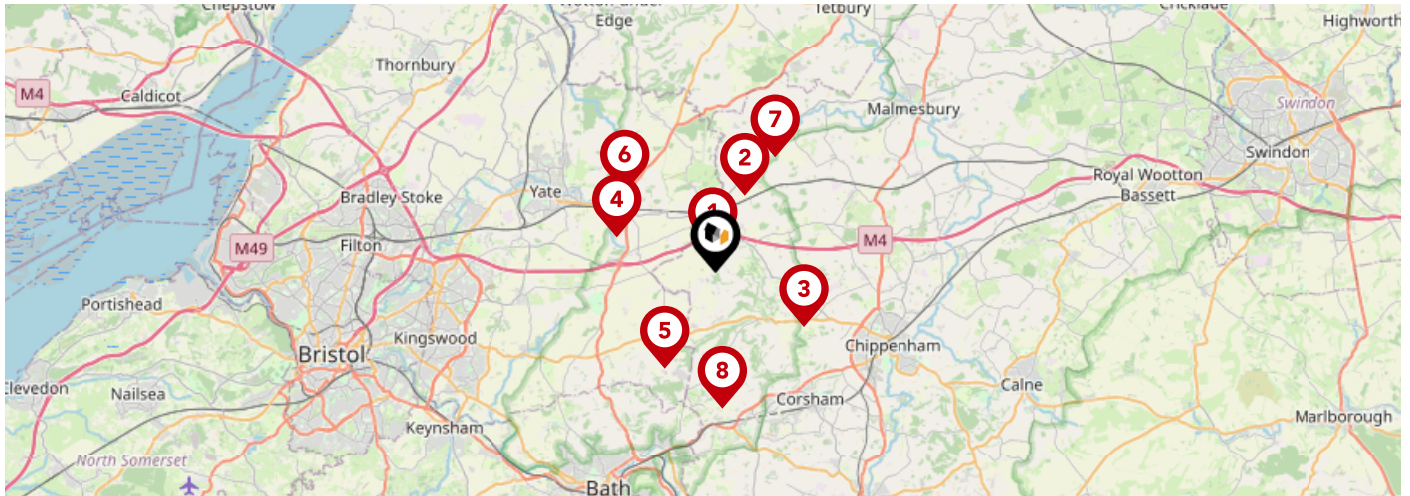 Chepstow
Edge
Tetbury
Cricklade
Highworth
Thornbury
M4
Caldicot
Malmesbury
Swindon
7
6
2
Swindon
Royal Wootton
Bassett
Yate
4
Bradley Stoke
1
Filton
M49
M4
3
Portishead
5
Kingswood
Bristol
Chippenham
8
Clevedon
Nailsea
Calne
Corsham
Marlborough
Keynsham
North Somerset
Bath